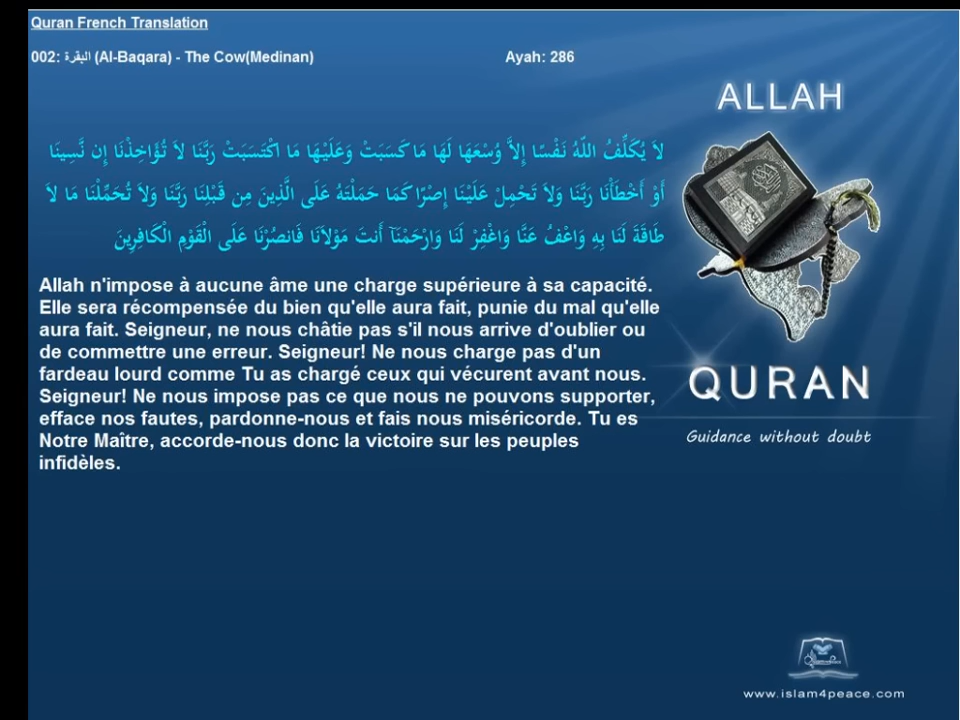 Quran French Translation
002: البقرة (Al-Baqara) - The Cow(Medinan) Ayah: 286
ALLAH
لاَ يُكَلِّفُ اللّهُ نَفْسًا إِلاَّ وُسْعَهَا لَهَا مَا كَسَبَتْ وَعَلَيْهَا مَا اكْتَسَبَتْ رَبَّنَا لاَ تُؤَاخِذْنَا إِن نَّسِينَا
أَوْ أَخْطَأْنَا رَبَّنَا وَلاَ تَحْمِلْ عَلَيْنَا إِصْرًا كَمَا حَمَلْتَهُ عَلَى الَّذِينَ مِن قَبْلِنَا رَبَّنَا وَلاَ تُحَمِّلْنَا مَا لاَ
طَاقَةَ لَنَا بِهِ وَاعْفُ عَنَّا وَاغْفِرْ لَنَا وَارْحَمْنَآ أَنتَ مَوْلاَنَا فَانصُرْنَا عَلَى الْقَوْمِ الْكَافِرِينَ
Allah n'impose à aucune âme une charge supérieure à sa capacité.
Elle sera récompensée du bien qu'elle aura fait, punie du mal qu'elle
aura fait. Seigneur, ne nous châtie pas s'il nous arrive d'oublier ou
de commettre une erreur. Seigneur! Ne nous charge pas d'un
fardeau lourd comme Tu as chargé ceux qui vécurent avant nous.
Seigneur! Ne nous impose pas ce que nous ne pouvons supporter,
efface nos fautes, pardonne-nous et fais nous miséricorde. Tu es
Notre Maître, accorde-nous donc la victoire sur les peuples
infidèles.
QURAN
Guidance without doubt
www.islam4peace.com